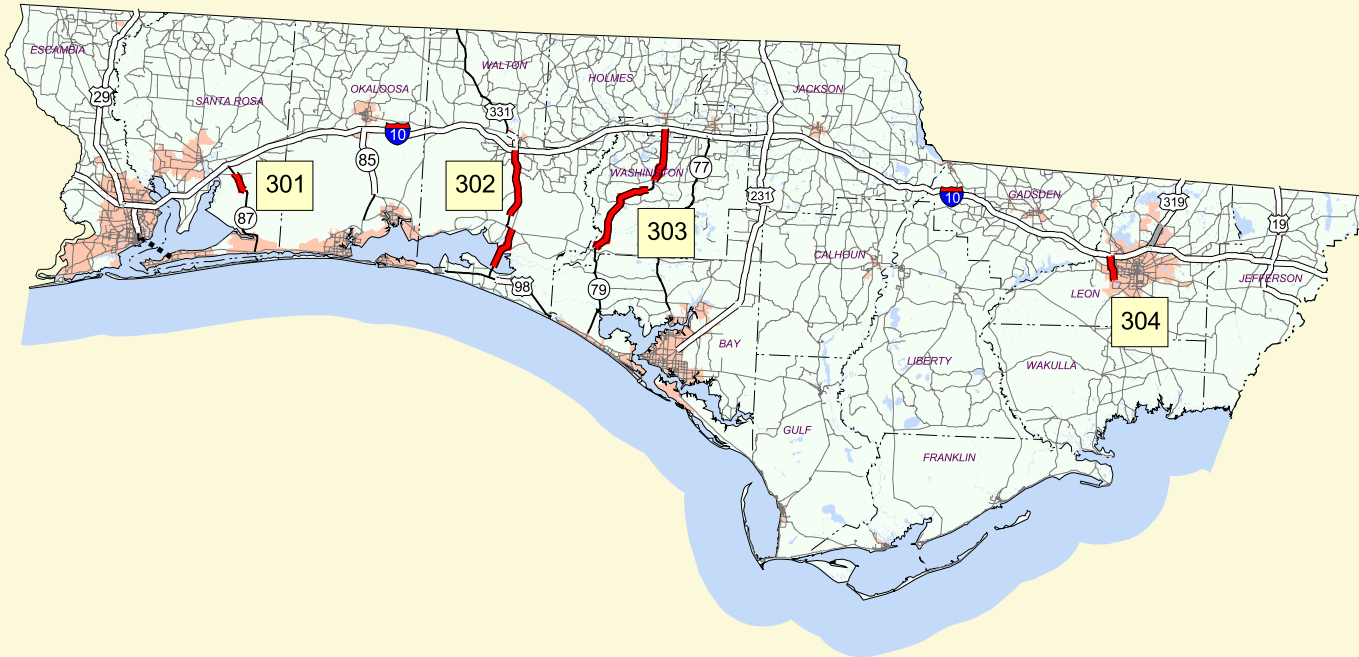 ESCAMBIA
SANTA ROSA
OKALOOSA
WALTON
HOLMES
JACKSON
29
331
10
85
301
87
302
WASHINGTON
77
303
231
79
98
BAY
CALHOUN
10
GADSDEN
319
19
LEON
JEFFERSON
304
LIBERTY
WAKULLA
GULF
FRANKLIN